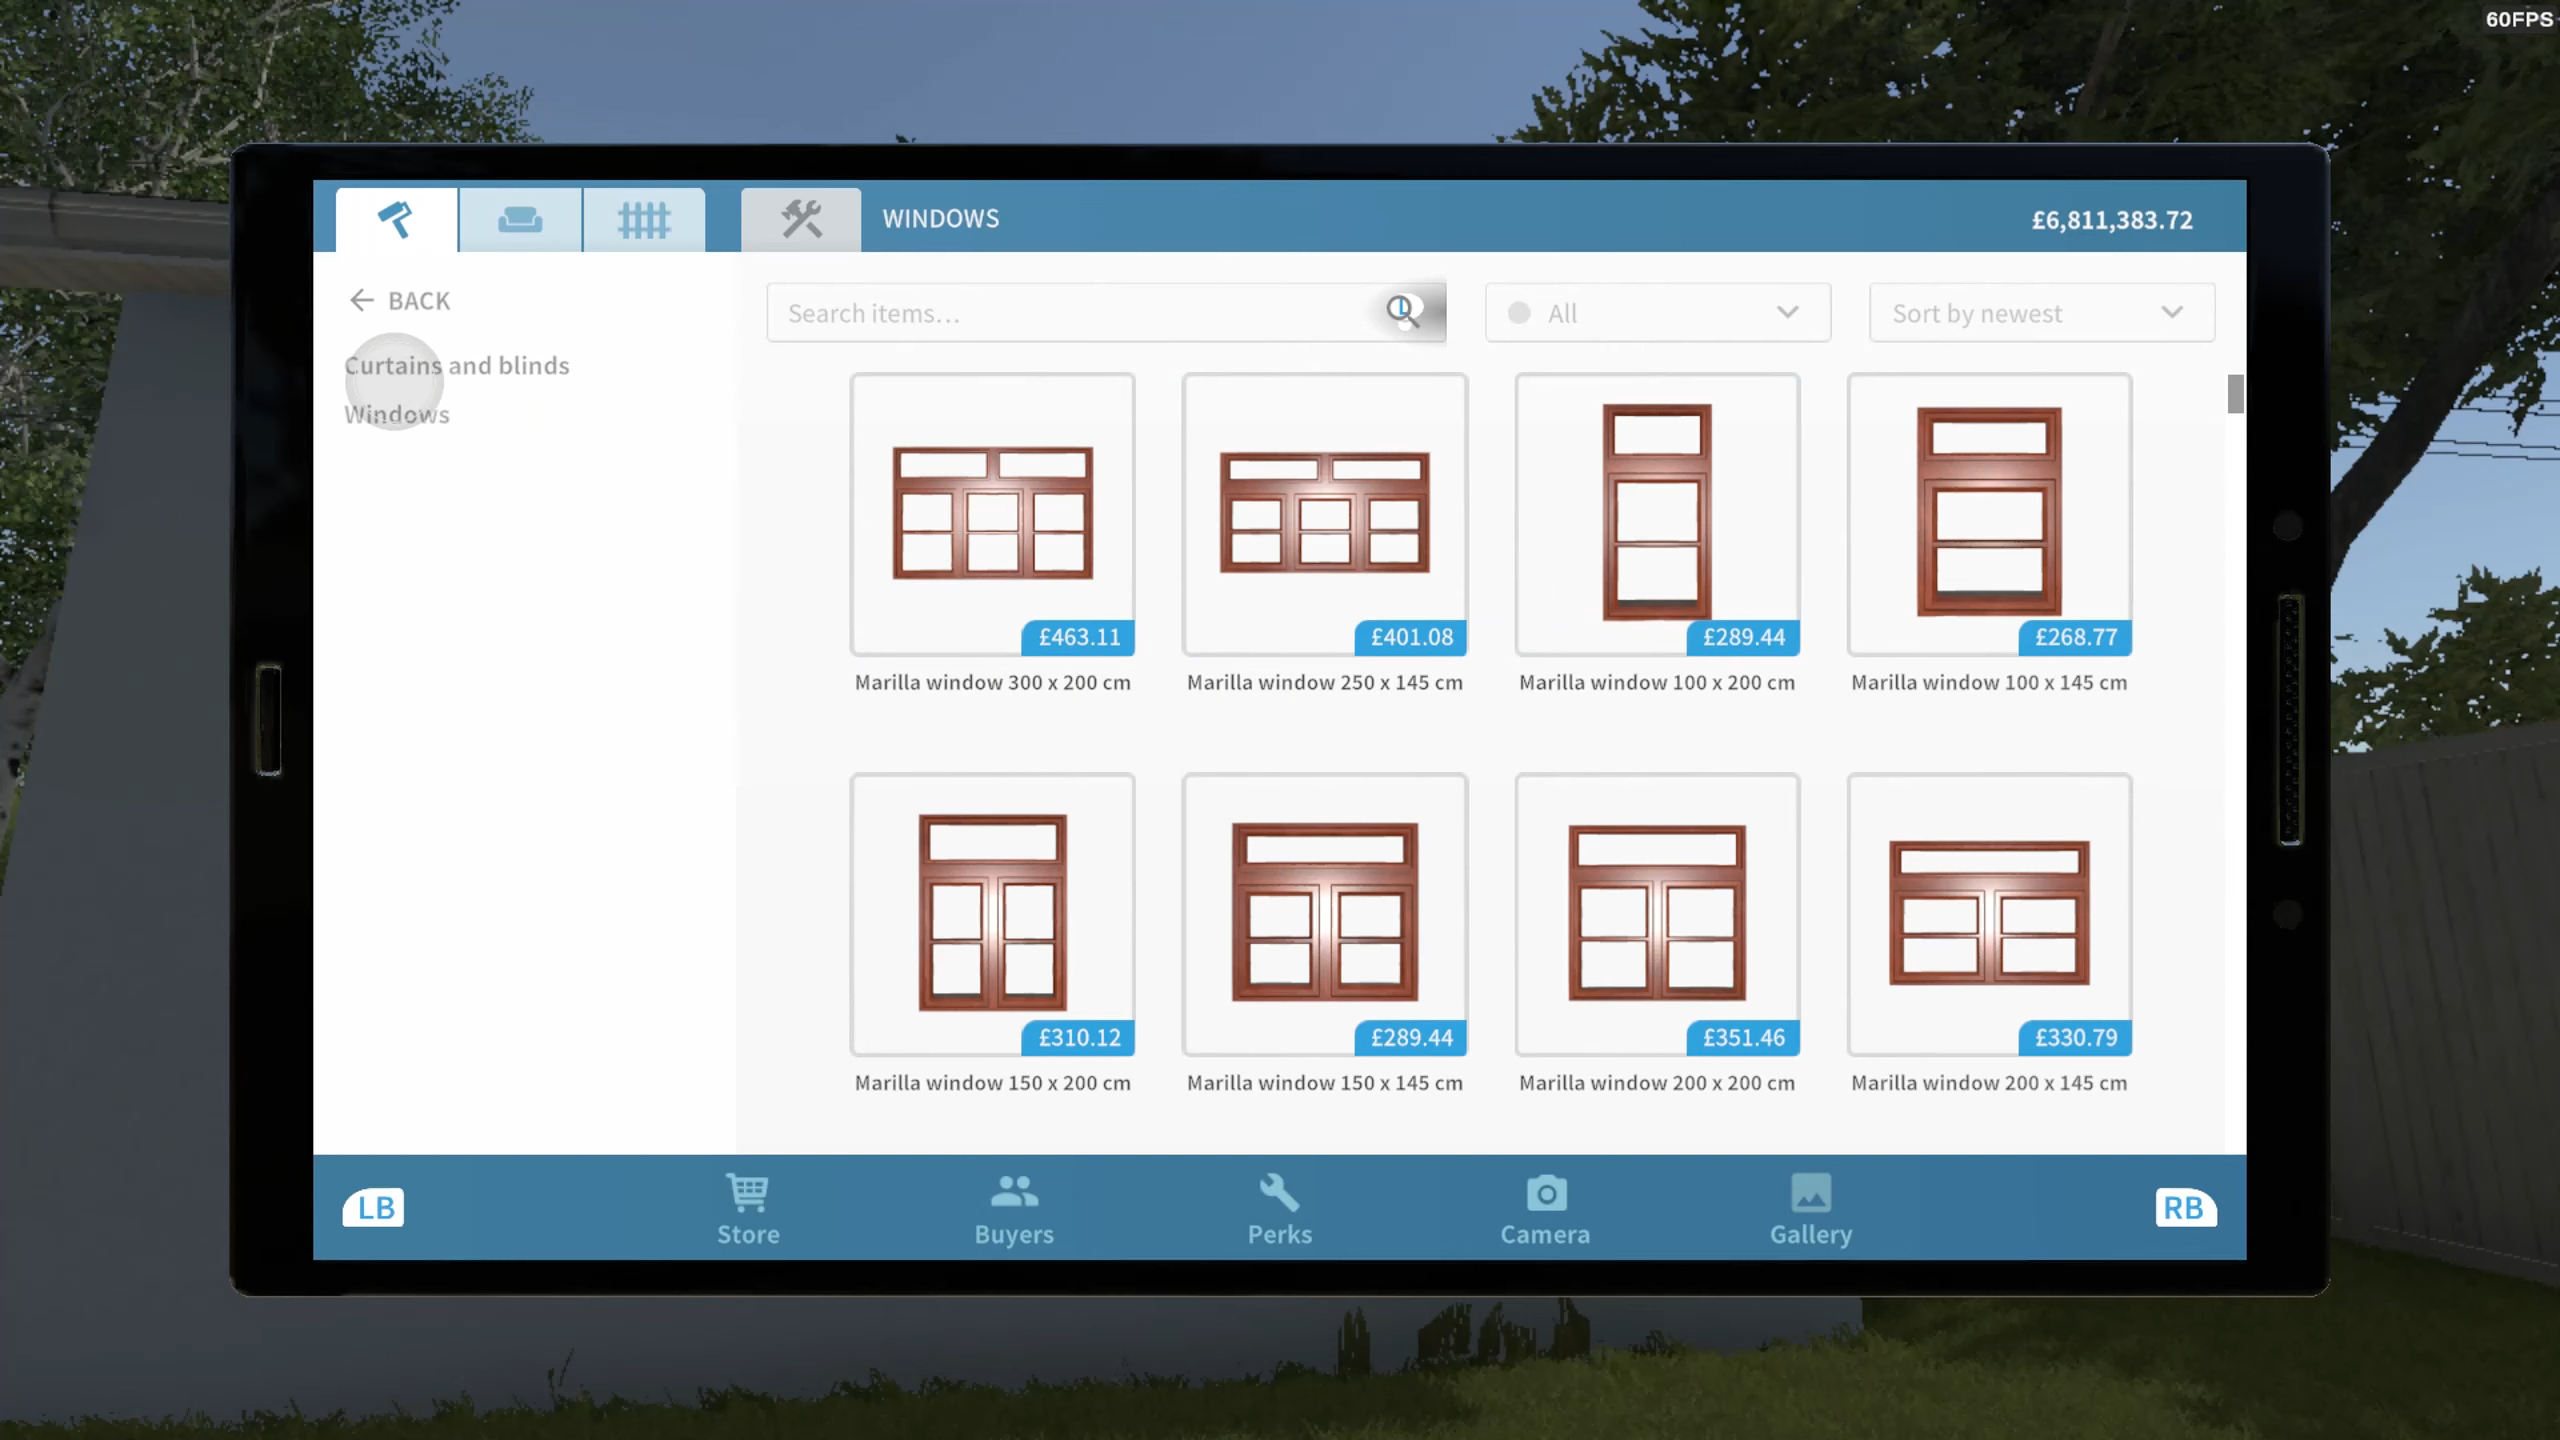 60FPS
WINDOWS
£6,811,383.72
BACK
Search items...
All
Sort by newest
Curtains and blinds
Windows
£463.11
£401.08
£289.44
£268.77
Marilla window 300 x 200 cm
Marilla window 250 x 145 cm
Marilla window 100 x 200 cm
Marilla window 100 x 145 cm
£310.12
£289.44
£351.46
£330.79
Marilla window 150 x 200 cm
Marilla window 150 x 145 cm
Marilla window 200 x 200 cm
Marilla window 200 x 145 cm
LB
Store
Buyers
Perks
Camera
Gallery
RB